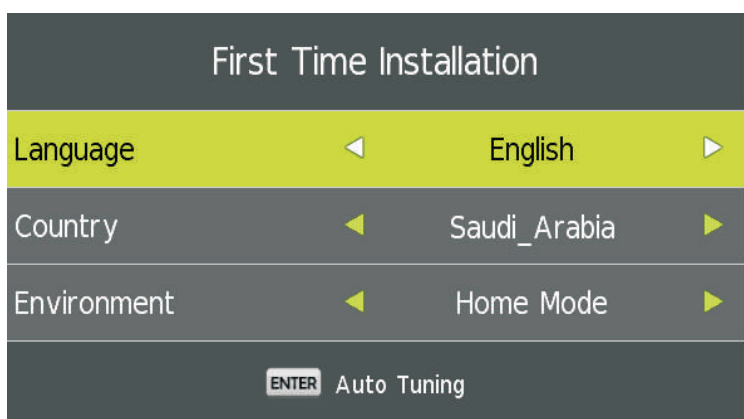 First Time Installation
Language English
Country Saudi_Arabia
Environment Home Mode
ENTER Auto Tuning